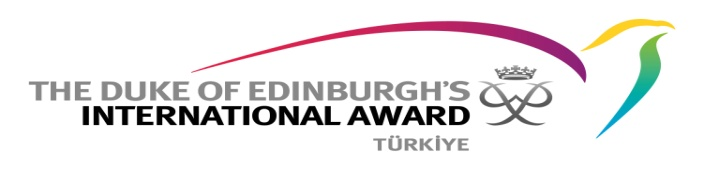 THE DUKE OF EDINBURGH'S
INTERNATIONAL AWARD
TÜRKİYE